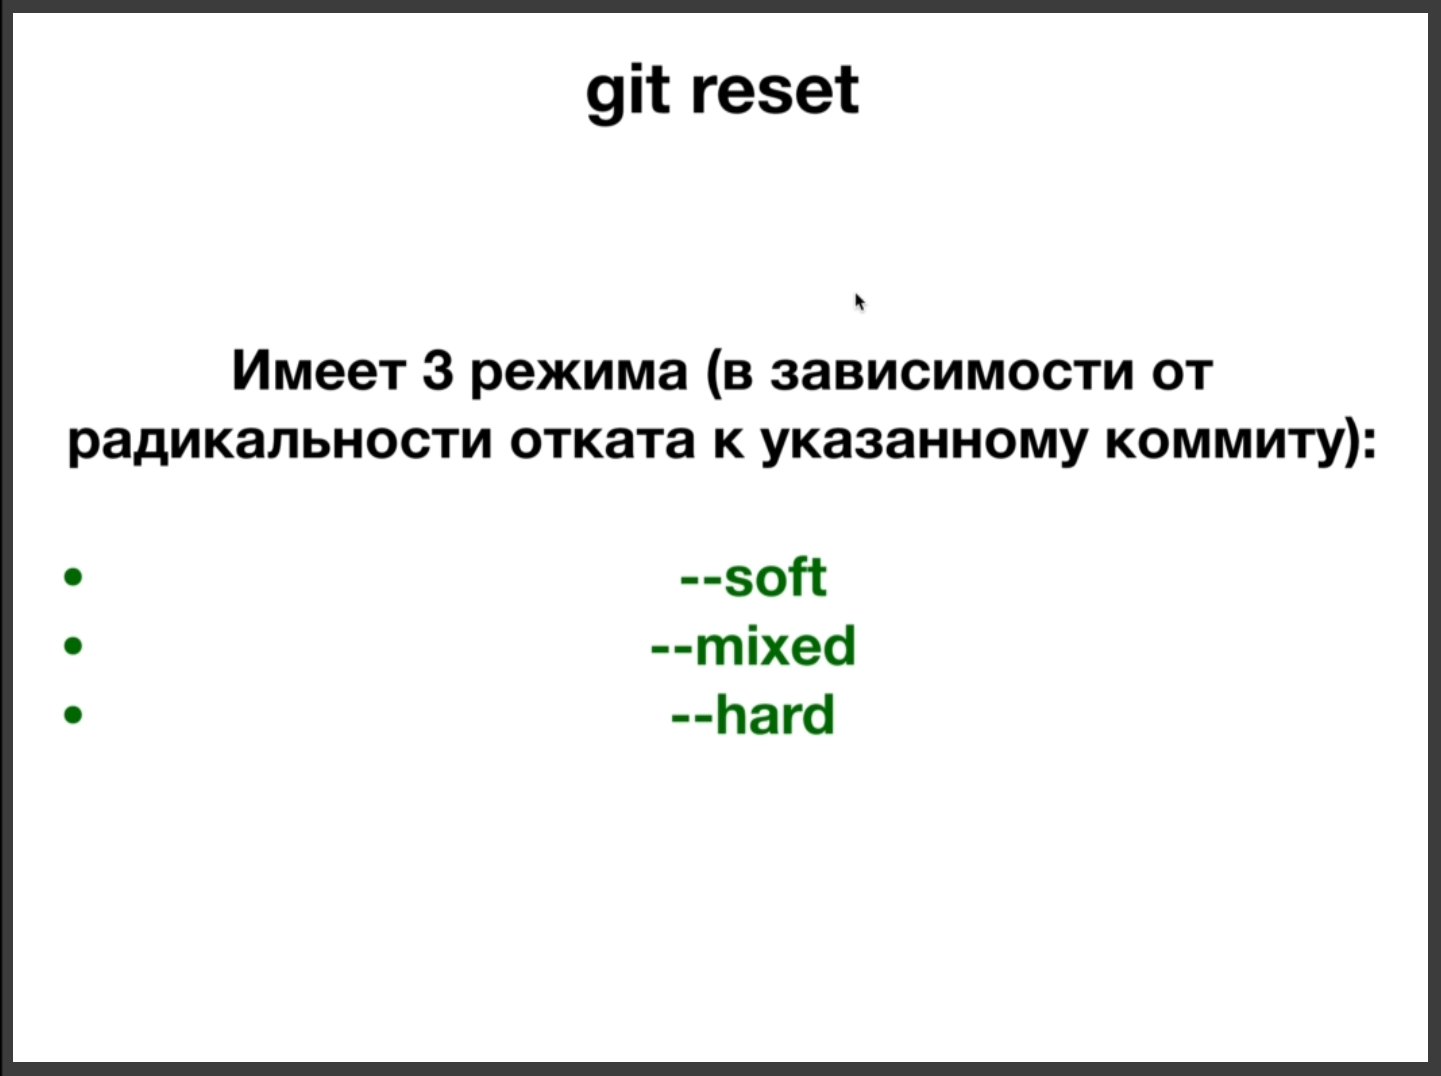 git reset
Имеет 3 режима (в зависимости от
радикальности отката к указанному коммиту):
• --soft
• --mixed
• --hard